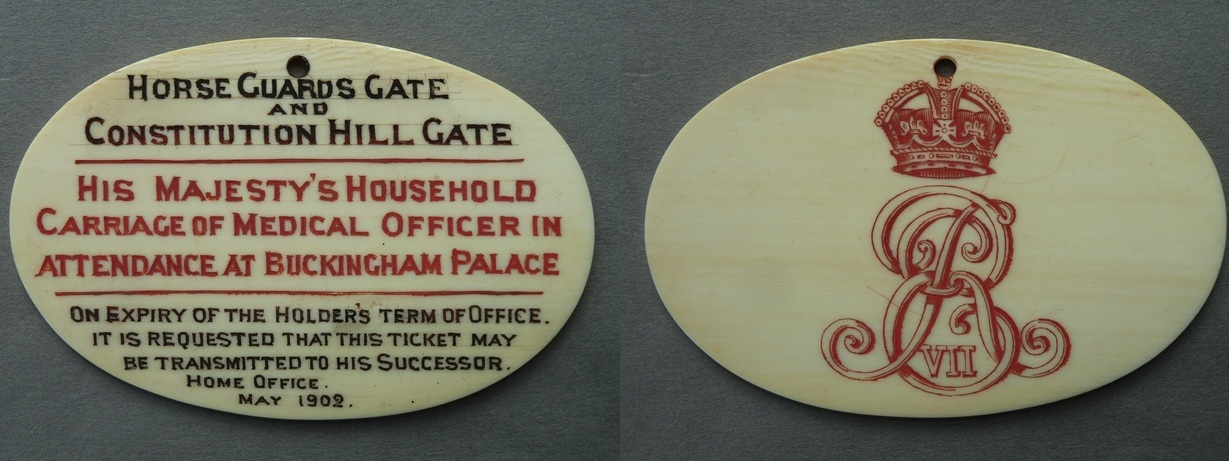 HORSE GUARDS GATE
AND
CONSTITUTION HILL GATE
HIS MAJESTY'S HOUSEHOLD
CARRIAGE OF MEDICAL OFFICER IN
ATTENDANCE AT BUCKINGHAM PALACE
ON EXPIRY OF THE HOLDER'S TERM OF OFFICE.
IT IS REQUESTED THAT THIS TICKET MAY
BE TRANSMITTED TO HIS SUCCESSOR.
HOME OFFICE.
MAY 1902.
ER
VII